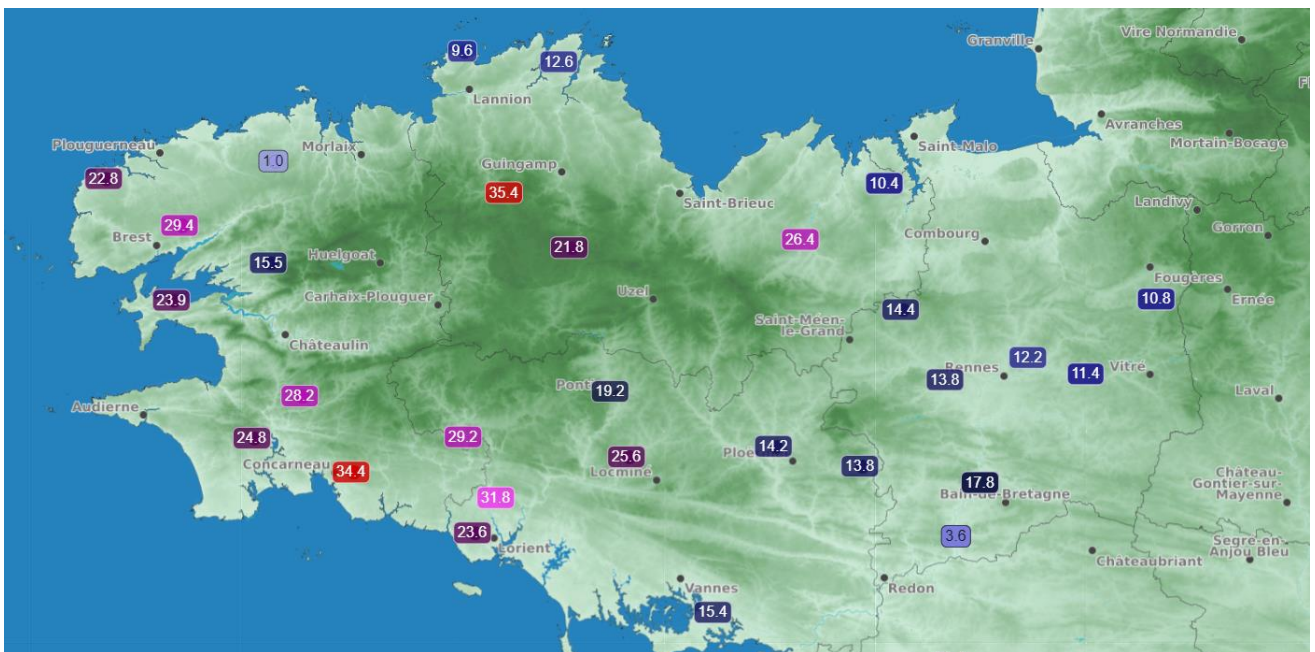 Granville
Vire Normandie
9.6
12.6
Lannion
Avranches
Mortain-Bocage
Saint-Malo
Plouguerneau
Morlaix
1.0
Guingamp
22.8
35.4
10.4
Saint-Brieuc
Landivy
Gorron
29.4
Brest
21.8
26.4
Combourg
15.5
Huelgoat
Fougères
23.9
Carhaix-Plouguer
Uzel
10.8
Ernée
14.4
Saint-Méen-
le-Grand
Châteaulin
12.2
Rennes
13.8
11.4
Vitré
28.2
19.2
Laval
Audierne
24.8
29.2
25.6
14.2
13.8
Concarneau
34.4
Locminé
Château-
Gontier-sur-
Mayenne
17.8
Bain-de-Bretagne
31.8
23.6
Lorient
3.6
Segré-en-
Anjou Bleu
Châteaubriant
Vannes
Redon
15.4